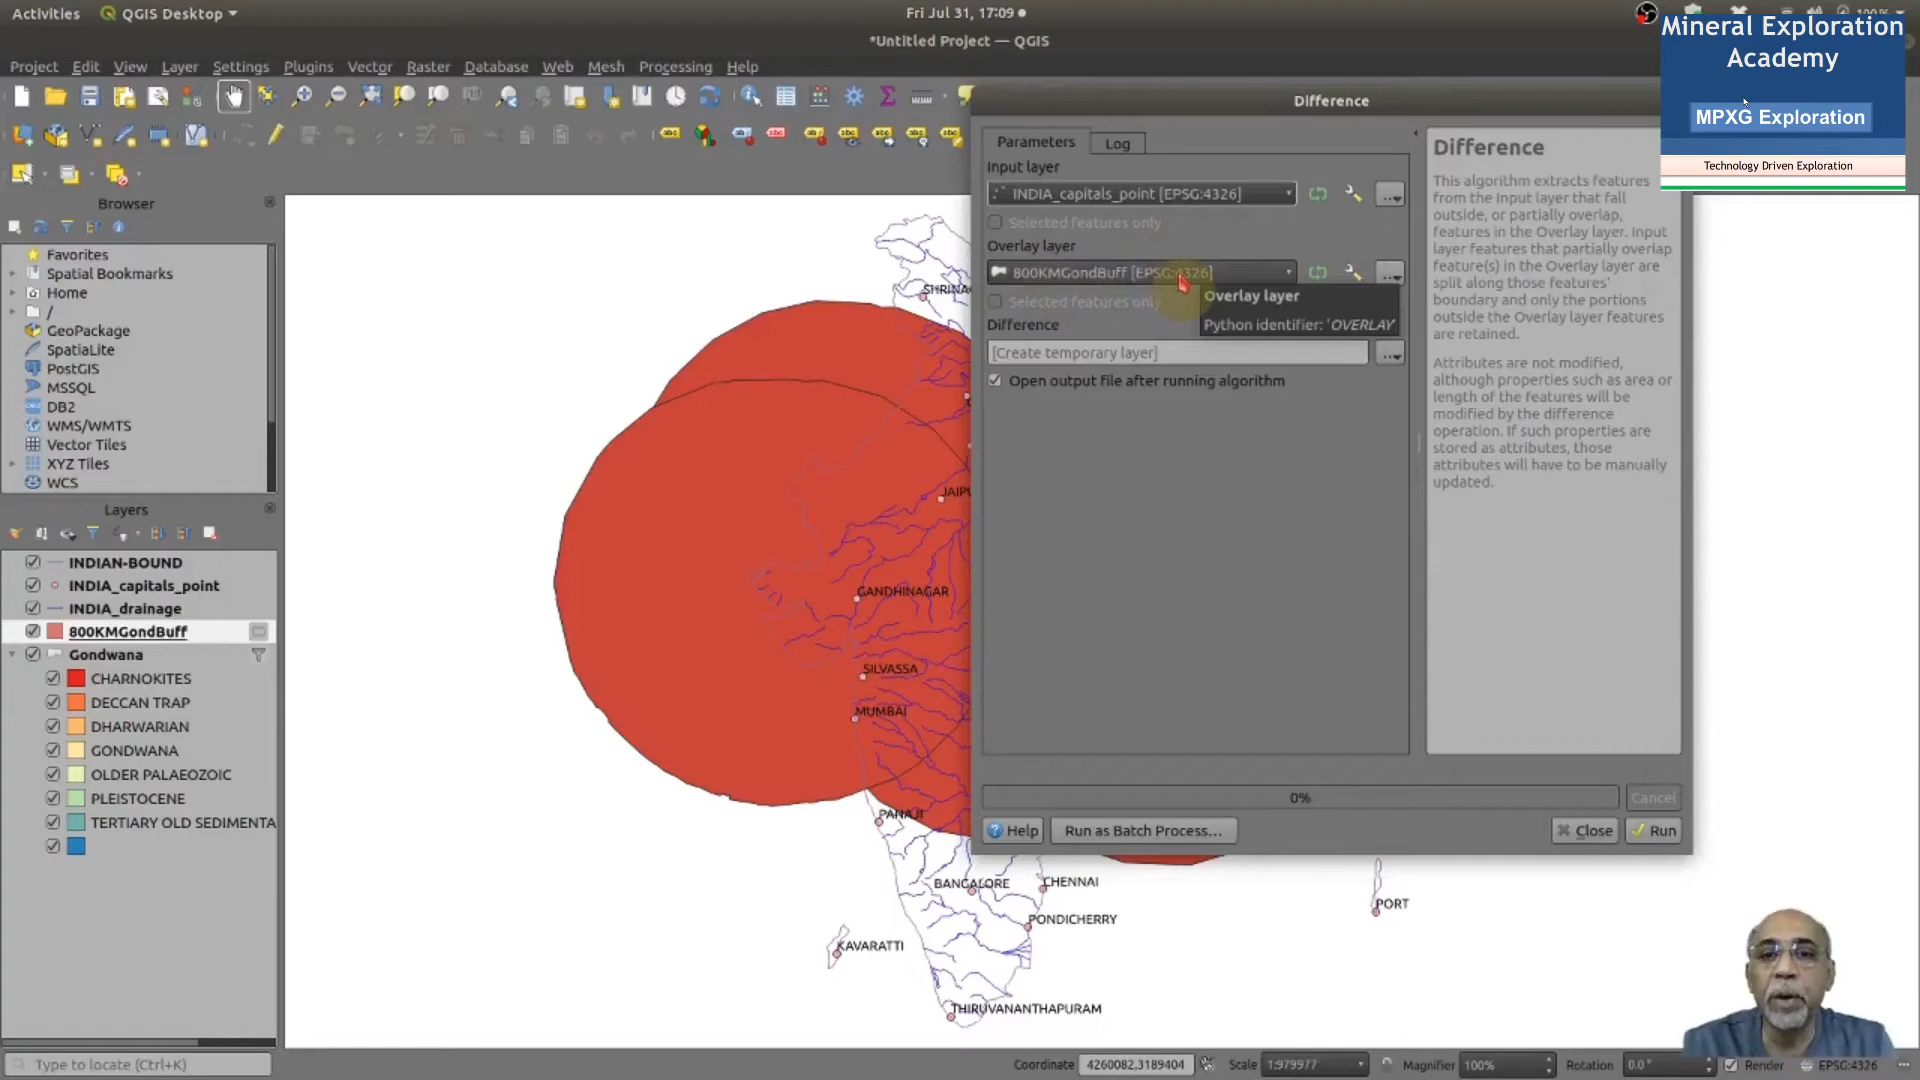 Activities
QGIS Desktop
Fri Jul 31, 17:09
100 %
*Untitled Project — QGIS
Project Edit View Layer Settings Plugins Vector Raster Database Web Mesh Processing Help
Mineral Exploration
Academy
MPXG Exploration
Technology Driven Exploration
Browser
Favorites
Spatial Bookmarks
Home
/
GeoPackage
SpatiaLite
PostGIS
MSSQL
DB2
WMS/WMTS
Vector Tiles
XYZ Tiles
WCS
Layers
INDIAN-BOUND
INDIA_capitals_point
INDIA_drainage
800KMGondBuff
Gondwana
CHARNOKITES
DECCAN TRAP
DHARWARIAN
GONDWANA
OLDER PALAEOZOIC
PLEISTOCENE
TERTIARY OLD SEDIMENTA
SHRINA
JAIPU
GANDHINAGAR
SILVASSA
MUMBAI
PANAJI
BANGALORE
CHENNAI
PONDICHERRY
KAVARATTI
THIRUVANANTHAPURAM
PORT
Difference
Parameters
Log
Input layer
INDIA_capitals_point [EPSG:4326]
Selected features only
Overlay layer
800KMGondBuff [EPSG:4326]
Selected features only
Overlay layer
Python identifier: 'OVERLAY'
Difference
[Create temporary layer]
Open output file after running algorithm
Difference
This algorithm extracts features
from the Input layer that fall
outside, or partially overlap,
features in the Overlay layer. Input
layer features that partially overlap
feature(s) in the Overlay layer are
split along those features'
boundary and only the portions
outside the Overlay layer features
are retained.
Attributes are not modified,
although properties such as area or
length of the features will be
modified by the difference
operation. If such properties are
stored as attributes, those
attributes will have to be manually
updated.
0%
Cancel
Help
Run as Batch Process...
Close
Run
Type to locate (Ctrl+K)
Coordinate 4260082,3189404
Scale 1:979977
Magnifier 100%
Rotation 0.0 °
Render
EPSG:4326